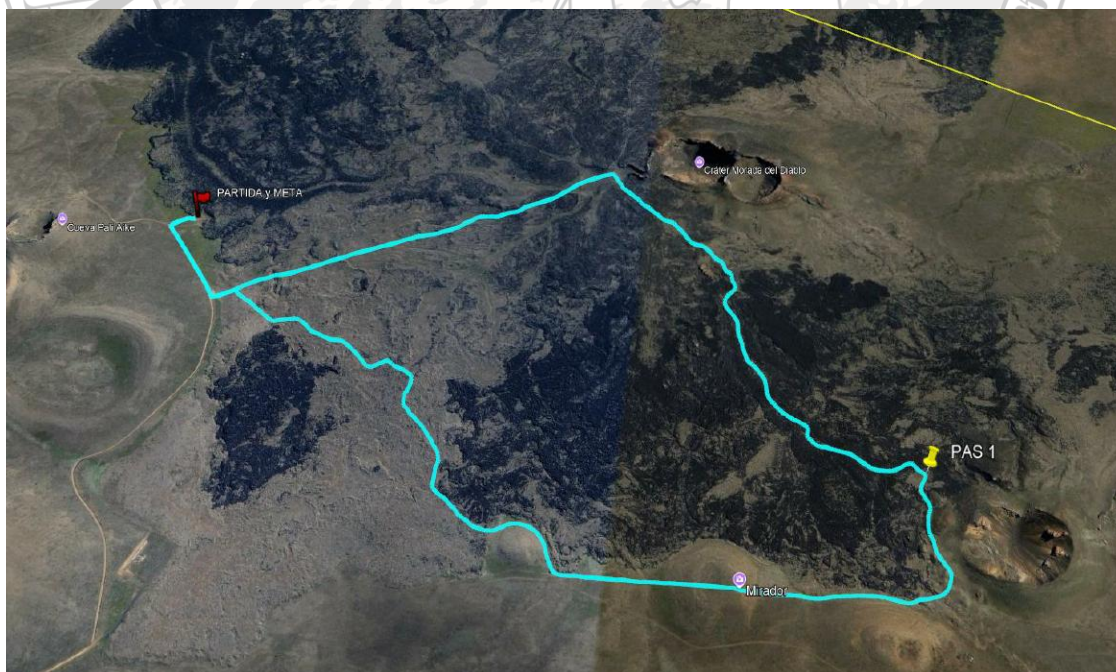 Cráter Morada del Diablo
PARTIDA y META
Cueva Pali Aike
PAS 1
Mirador